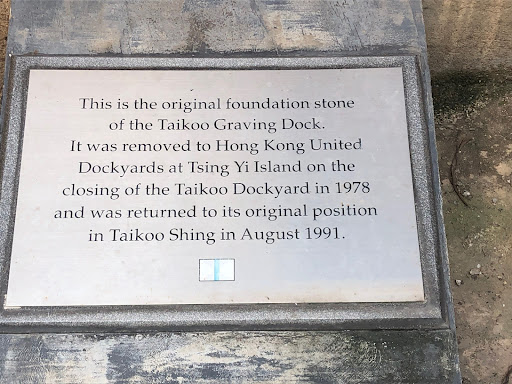 This is the original foundation stone
of the Taikoo Graving Dock.
It was removed to Hong Kong United
Dockyards at Tsing Yi Island on the
closing of the Taikoo Dockyard in 1978
and was returned to its original position
in Taikoo Shing in August 1991.